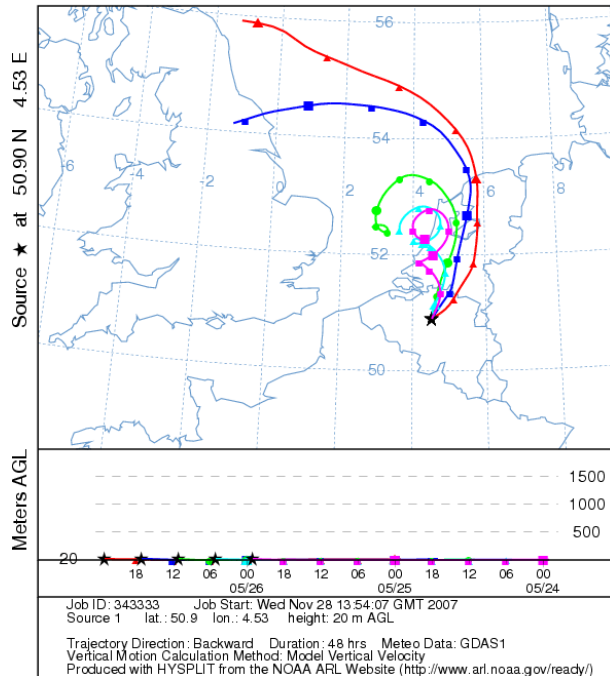 Source ★ at 50.90 N 4.53 E
56
54
-6
-4
-2
0
2
4
6
8
52
50
Meters AGL
1500
1000
500
20
18 12 06 00 18 12 06 00 18 12 06 00
05/26 05/25 05/24
Job ID: 343333 Job Start: Wed Nov 28 13:54:07 GMT 2007
Source 1 lat.: 50.9 lon.: 4.53 height: 20 m AGL
Trajectory Direction: Backward Duration: 48 hrs Meteo Data: GDAS1
Vertical Motion Calculation Method: Model Vertical Velocity
Produced with HYSPLIT from the NOAA ARL Website (http://www.arl.noaa.gov/ready/)